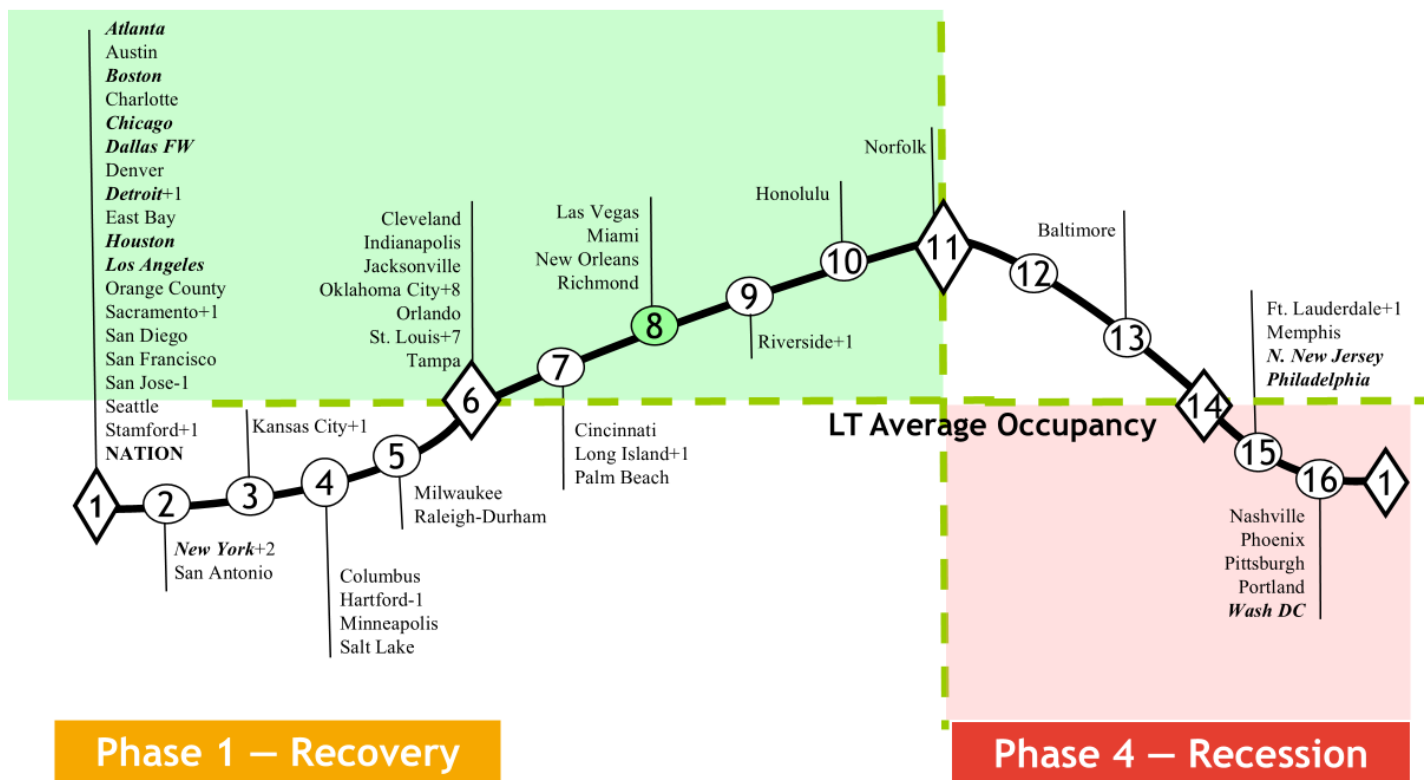 Atlanta
Austin
Boston
Charlotte
Chicago
Dallas FW
Denver
Detroit+1
East Bay
Houston
Los Angeles
Orange County
Sacramento+1
San Diego
San Francisco
San Jose-1
Seattle
Stamford+1
NATION
1
2
New York+2
San Antonio
Kansas City+1
3
4
Columbus
Hartford-1
Minneapolis
Salt Lake
5
Milwaukee
Raleigh-Durham
Cleveland
Indianapolis
Jacksonville
Oklahoma City+8
Orlando
St. Louis+7
Tampa
6
7
Cincinnati
Long Island+1
Palm Beach
Las Vegas
Miami
New Orleans
Richmond
8
9
Riverside+1
Honolulu
10
Norfolk
11
12
Baltimore
13
LT Average Occupancy
14
Ft. Lauderdale+1
Memphis
N. New Jersey
Philadelphia
15
16
Nashville
Phoenix
Pittsburgh
Portland
Wash DC
1
Phase 1 — Recovery
Phase 4 — Recession